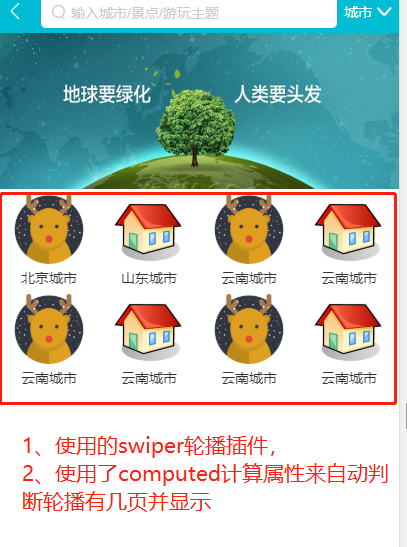 输入城市/景点/游玩主题
城市
地球要绿化 人类要头发
北京城市 山东城市 云南城市 云南城市
云南城市 云南城市 云南城市 云南城市
1、使用的swiper轮播插件，
2、使用了computed计算属性来自动判
断轮播有几页并显示